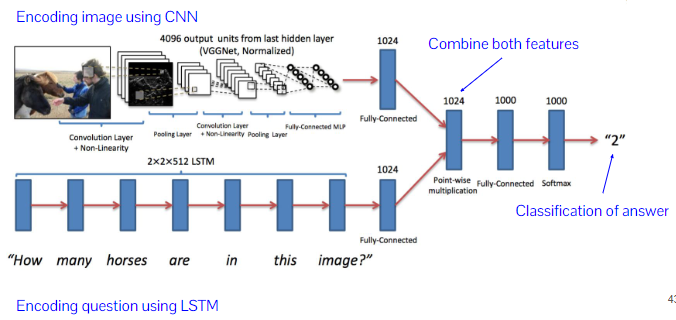 Encoding image using CNN
4096 output units from last hidden layer
(VGGNet, Normalized)
1024
Combine both features
Convolution Layer
+ Non-Linearity
Pooling Layer
Convolution Layer
+ Non-Linearity
Pooling Layer
Fully-Connected MLP
Fully-Connected
1024
1000
1000
"2"
Point-wise
multiplication
Fully-Connected
Softmax
2×2×512 LSTM
1024
Fully-Connected
Classification of answer
"How many horses are in this image?"
Encoding question using LSTM